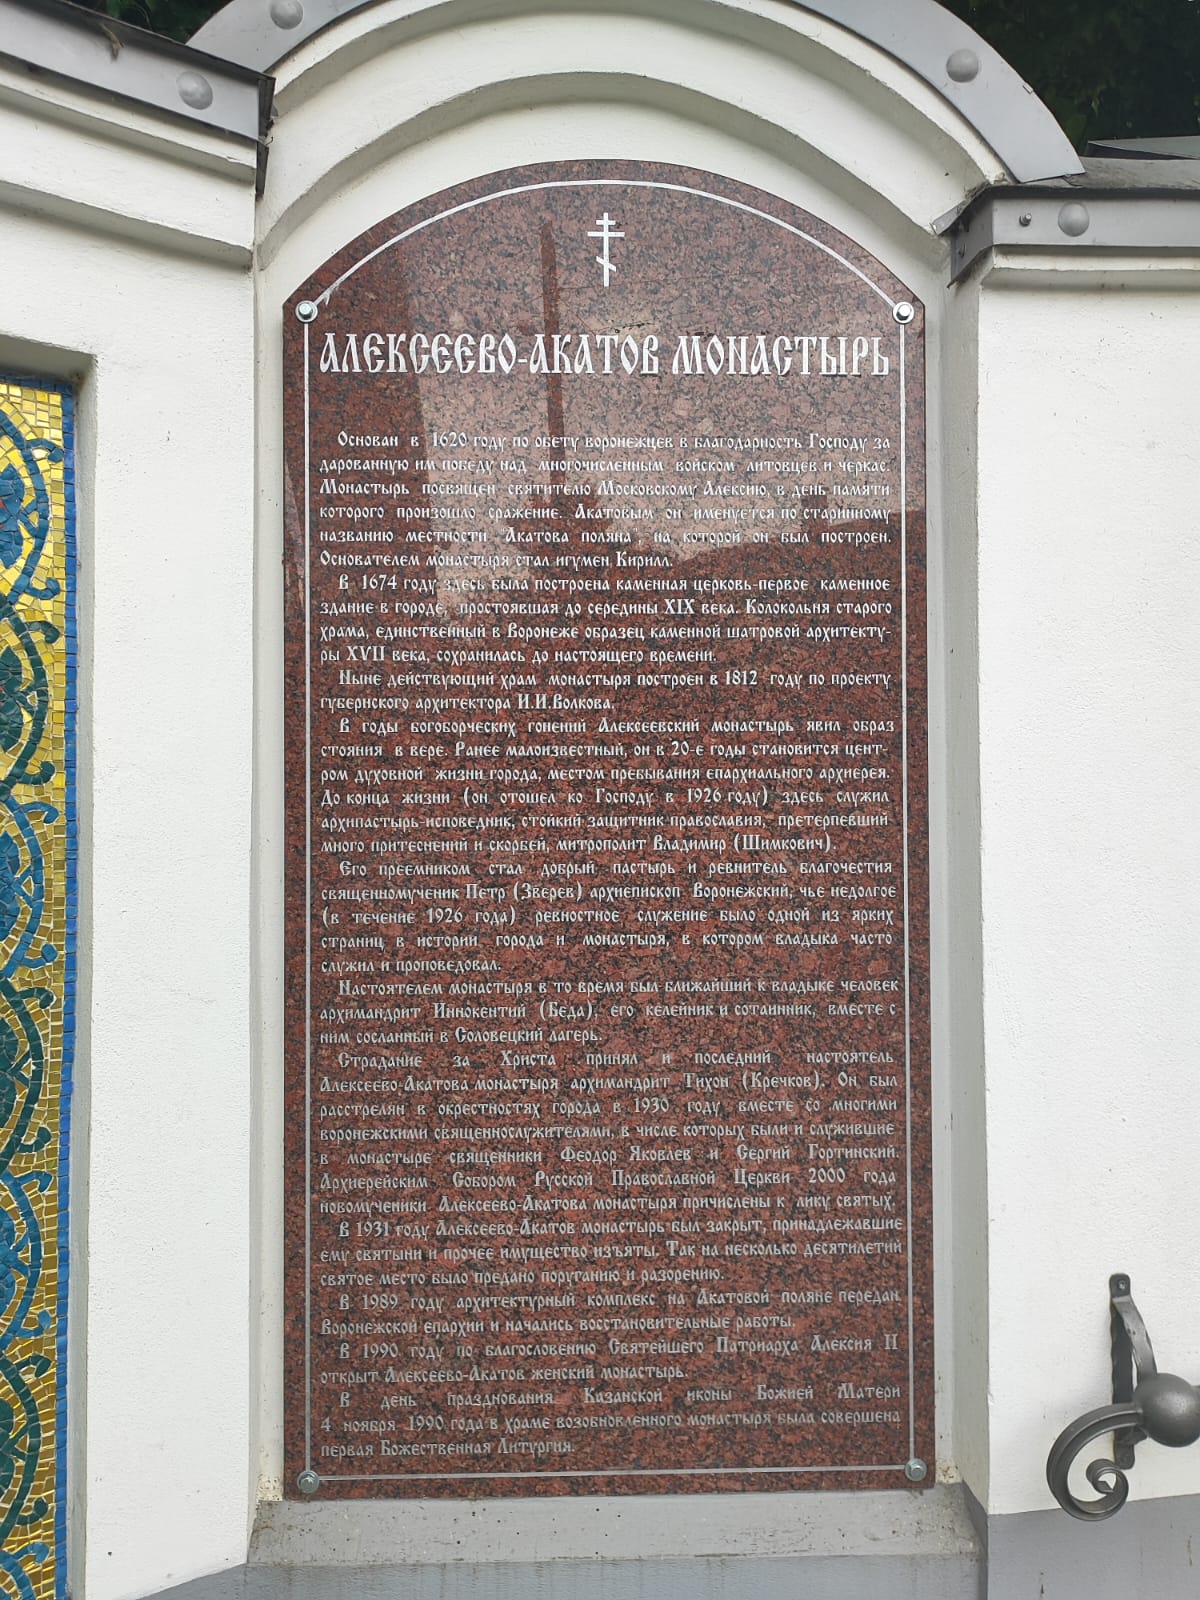 АЛЕКСЕЕВО-АКАТОВ МОНАСТЫРЬ
Основан в 1620 году по обету воронежцев в благодарность Господу за
дарованную им победу над многочисленным войском литовцев и черкас.
Монастырь посвящен святителю Московскому Алексию, в день памяти
которого произошло сражение. Акатовым он именуется по старинному
названию местности "Акатова поляна", на которой он был построен.
Основателем монастыря стал игумен Кирилл.
В 1674 году здесь была построена каменная церковь-первое каменное
здание в городе, простоявшая до середины XIX века. Колокольня старого
храма, единственный в Воронеже образец каменной шатровой архитекту-
ры XVII века, сохранилась до настоящего времени.
Ныне действующий храм монастыря построен в 1812 году по проекту
губернского архитектора И.И.Волкова.
В годы богоборческих гонений Алексеевский монастырь явил образ
стояния в вере. Ранее малоизвестный, он в 20-е годы становится цент-
ром духовной жизни города, местом пребывания епархиального архиерея.
До конца жизни (он отошел ко Господу в 1926 году) здесь служил
архипастырь-исповедник, стойкий защитник православия, претерпевший
много притеснений и скорбей, митрополит Владимир (Шимкович).
Его преемником стал добрый пастырь и ревнитель благочестия
священномученик Петр (Зверев) архиепископ Воронежский, чье недолгое
(в течение 1926 года) ревностное служение было одной из ярких
страниц в истории города и монастыря, в котором владыка часто
служил и проповедовал.
Настоятелем монастыря в то время был ближайший к владыке человек
архимандрит Иннокентий (Беда), его келейник и сотаинник, вместе с
ним сосланный в Соловецкий лагерь.
Страдание за Христа принял и последний настоятель
Алексеево-Акатова монастыря архимандрит Тихон (Кречков). Он был
расстрелян в окрестностях города в 1930 году вместе со многими
воронежскими священнослужителями, в числе которых были и служившие
в монастыре священники Феодор Яковлев и Сергий Гортинский.
Архиерейским Собором Русской Православной Церкви 2000 года
новомученики Алексеево-Акатова монастыря причислены к лику святых.
В 1931 году Алексеево-Акатов монастырь был закрыт, принадлежавшие
ему святыни и прочее имущество изъяты. Так на несколько десятилетий
святое место было предано поруганию и разорению.
В 1989 году архитектурный комплекс на Акатовой поляне передан
Воронежской епархии и начались восстановительные работы.
В 1990 году по благословению Святейшего Патриарха Алексия II
открыт Алексеево-Акатов женский монастырь.
В день празднования Казанской иконы Божией Матери
4 ноября 1990 года в храме возобновленного монастыря была совершена
первая Божественная Литургия.